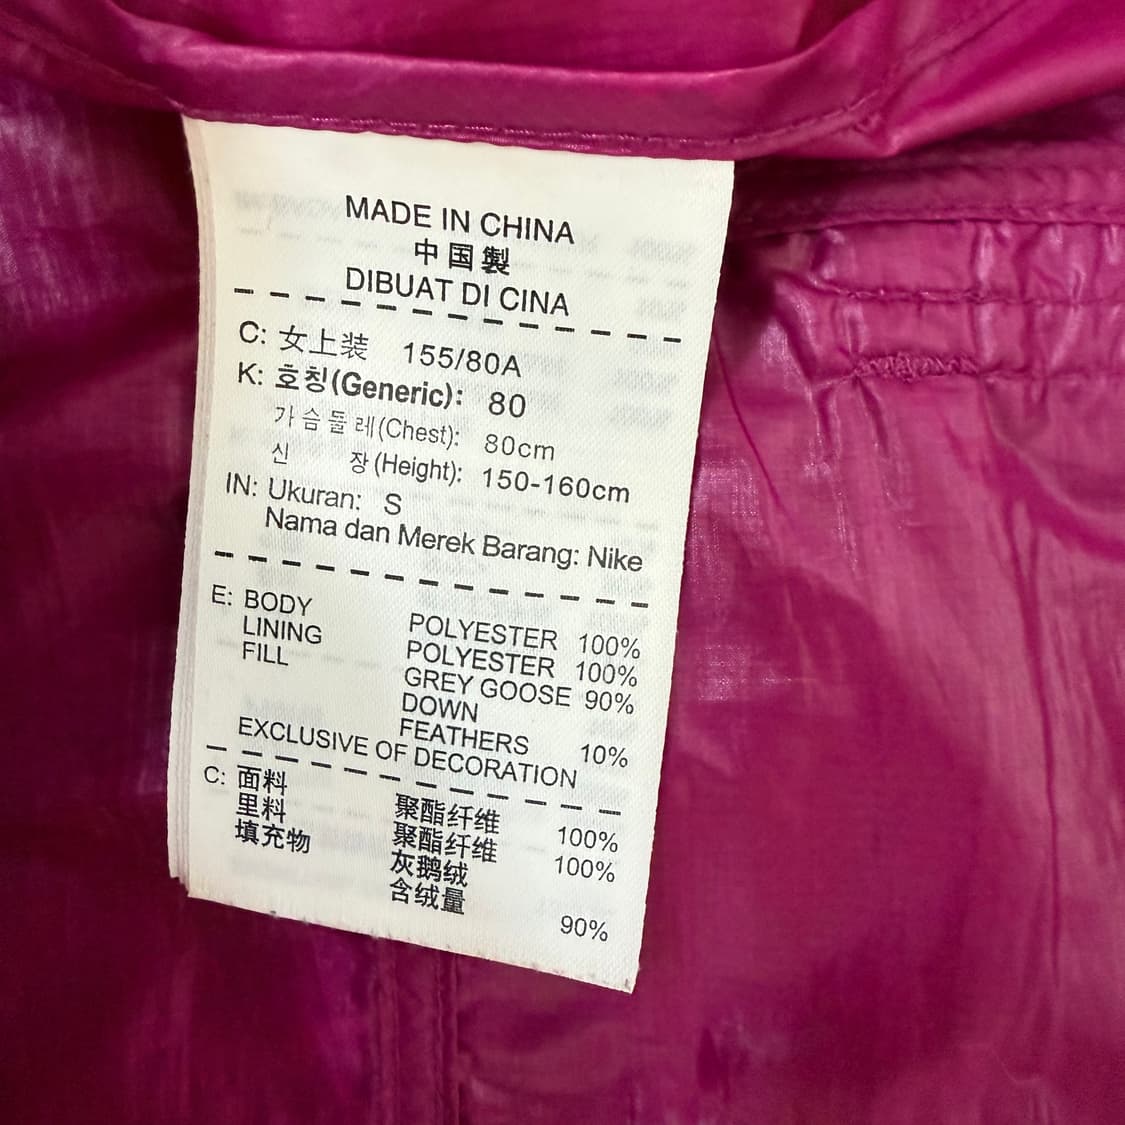 MADE IN CHINA
中国製
DIBUAT DI CINA
C: 女上装 155/80A
K: 호칭(Generic): 80
가슴둘레(Chest): 80cm
신 장(Height): 150-160cm
IN: Ukuran: S
Nama dan Merek Barang: Nike
E: BODY POLYESTER 100%
LINING POLYESTER 100%
FILL GREY GOOSE 90%
DOWN
FEATHERS 10%
EXCLUSIVE OF DECORATION
C: 面料 聚酯纤维 100%
里料 聚酯纤维 100%
填充物 灰鹅绒
含绒量 90%